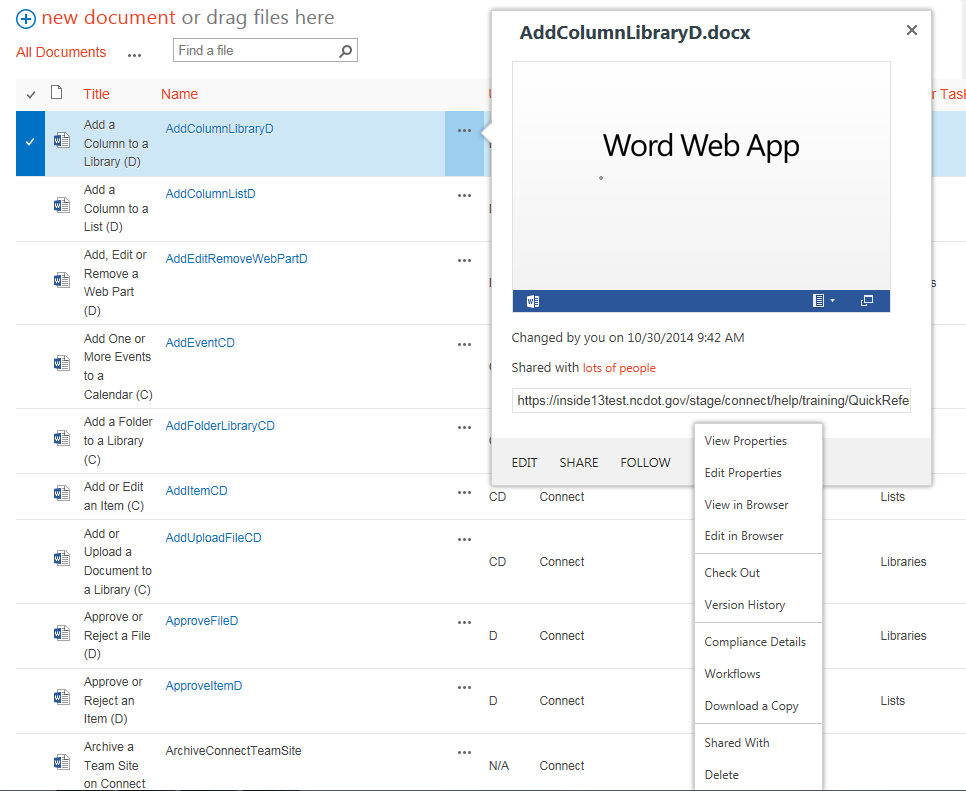 new document or drag files here
All Documents ... Find a file
Title Name
Add a
Column to a
Library (D)
AddColumnLibraryD
Add a
Column to a
List (D)
AddColumnListD
Add, Edit or
Remove a
Web Part
(D)
AddEditRemoveWebPartD
Add One or
More Events
to a
Calendar (C)
AddEventCD
Add a Folder
to a Library
(C)
AddFolderLibraryCD
Add or Edit
an Item (C)
AddItemCD
CD Connect Lists
Add or
Upload a
Document to
a Library (C)
AddUploadFileCD
CD Connect Libraries
Approve or
Reject a File
(D)
ApproveFileD
D Connect Libraries
Approve or
Reject an
Item (D)
ApproveItemD
D Connect Lists
Archive a
Team Site
on Connect
ArchiveConnectTeamSite
N/A Connect
r Task
AddColumnLibraryD.docx
Word Web App
Changed by you on 10/30/2014 9:42 AM
Shared with lots of people
https://inside13test.ncdot.gov/stage/connect/help/training/QuickRefe
EDIT SHARE FOLLOW
View Properties
Edit Properties
View in Browser
Edit in Browser
Check Out
Version History
Compliance Details
Workflows
Download a Copy
Shared With
Delete